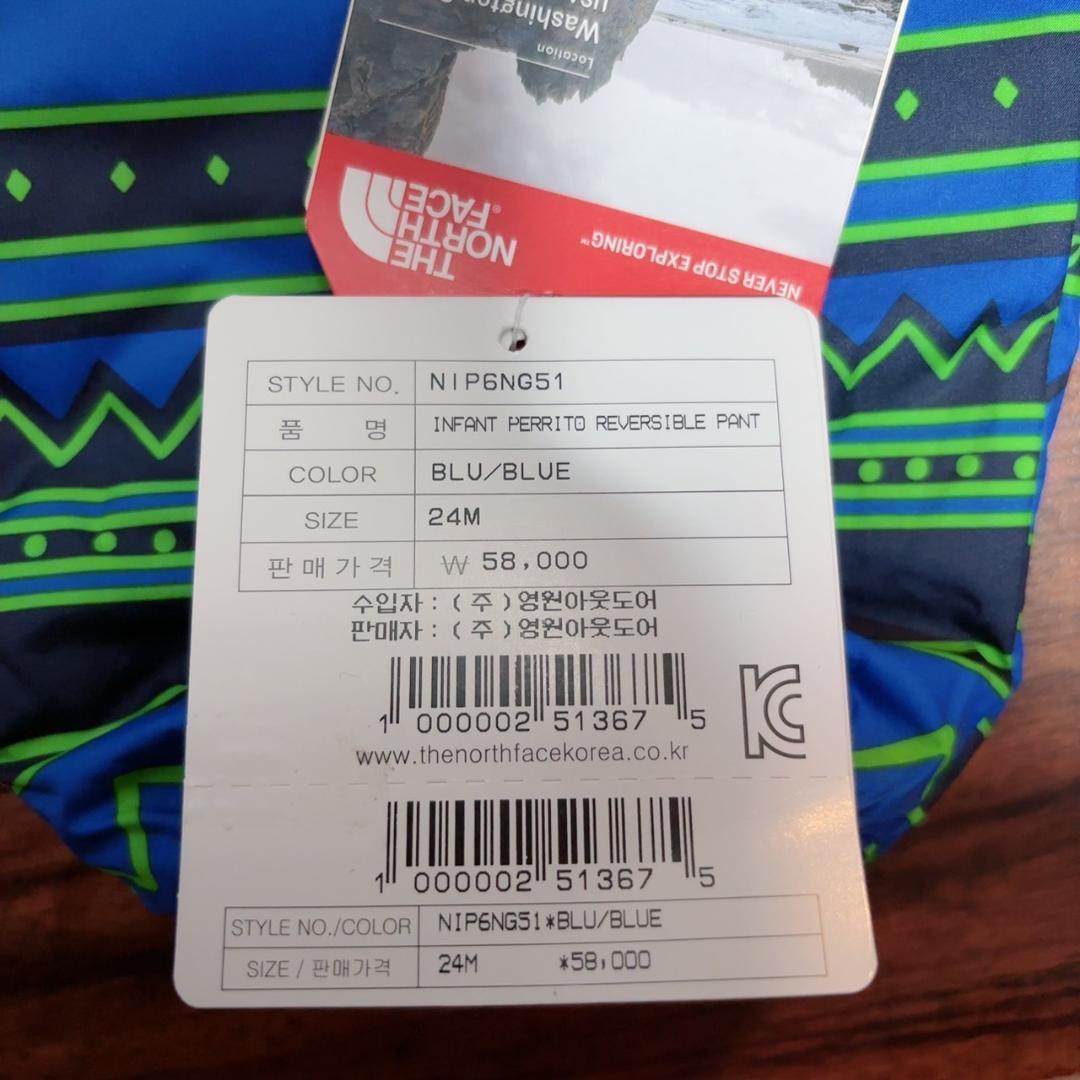 Washington
USA
Location
THE
NORTH
FACE®
NEVER STOP EXPLORING™
STYLE NO. NIP6NG51
품 명 INFANT PERRITO REVERSIBLE PANT
COLOR BLU/BLUE
SIZE 24M
판매가격 ₩ 58,000
수입자 : ( 주 ) 영원아웃도어
판매자 : ( 주 ) 영원아웃도어
1 000002 51367 5
www.thenorthfacekorea.co.kr
1 000002 51367 5
STYLE NO./COLOR NIP6NG51*BLU/BLUE
SIZE / 판매가격 24M *58,000